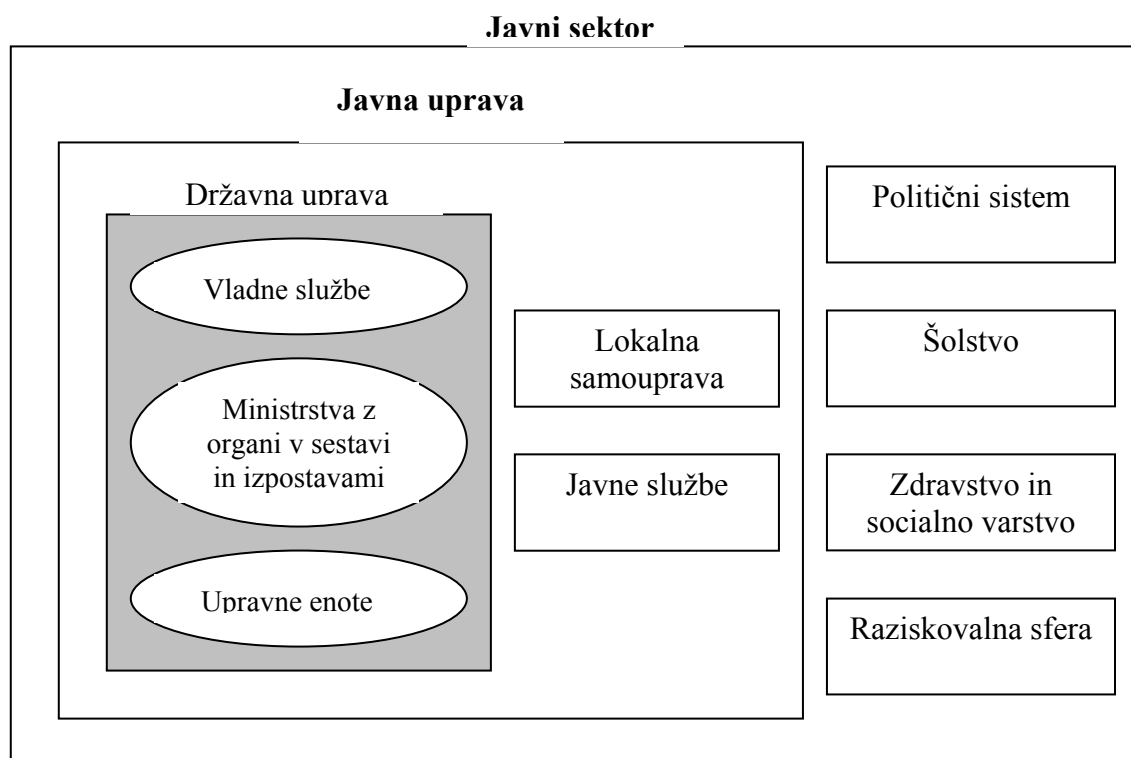 Javni sektor
Javna uprava
Državna uprava
Vladne službe
Ministrstva z
organi v sestavi
in izpostavami
Upravne enote
Lokalna
samouprava
Javne službe
Politični sistem
Šolstvo
Zdravstvo in
socialno varstvo
Raziskovalna sfera